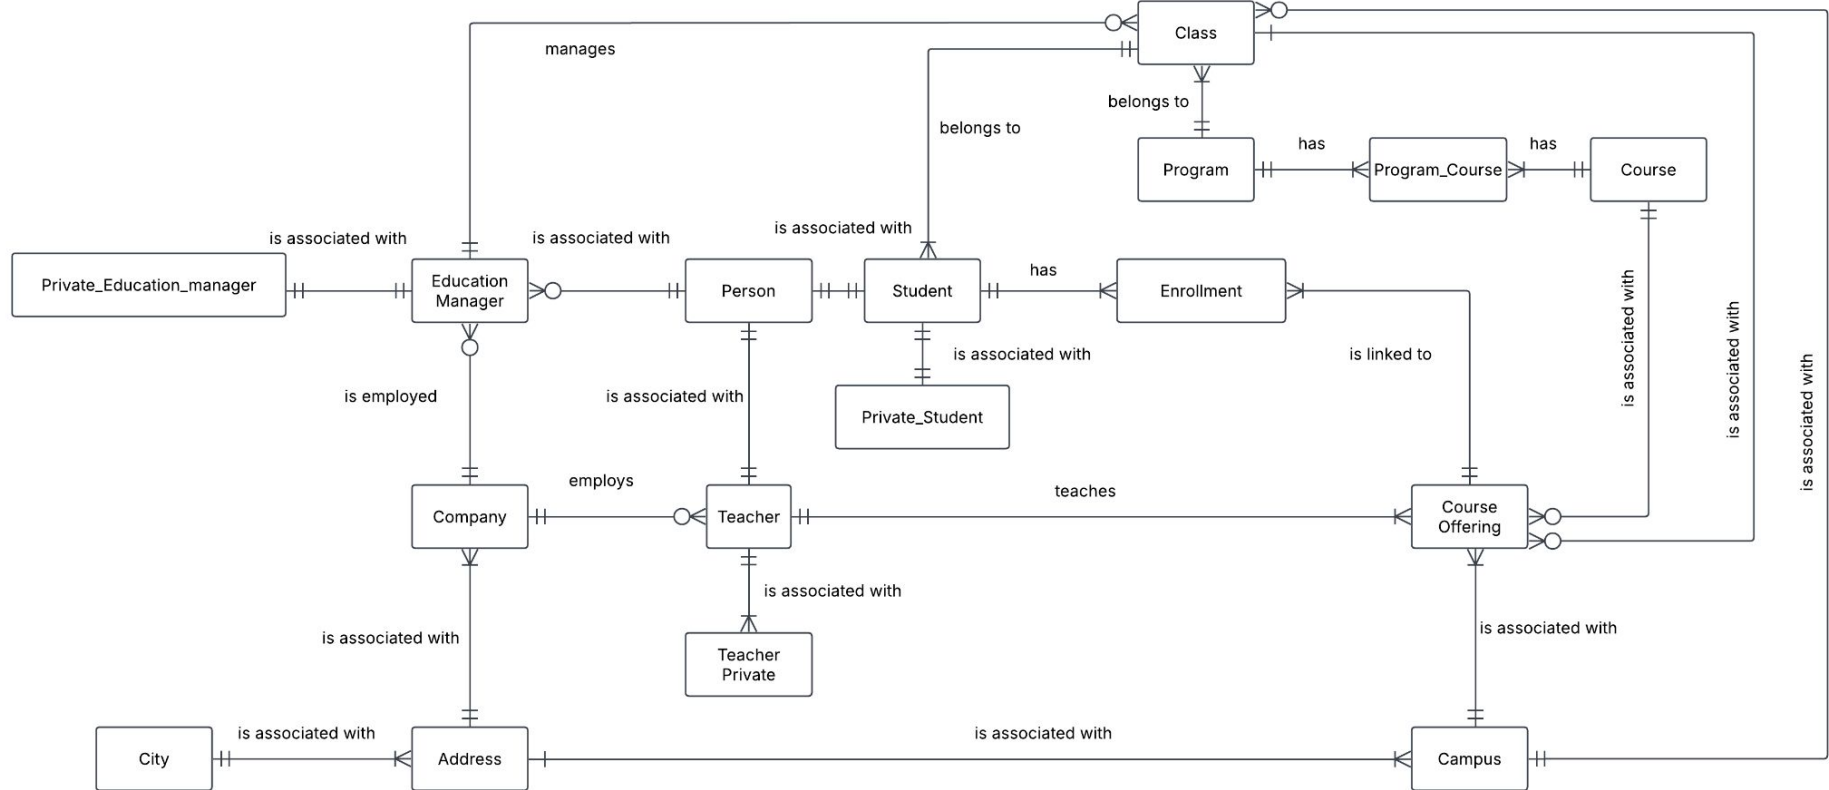 Class
manages
belongs to
belongs to
Program
has
Program_Course
has
Course
is associated with
is associated with
is associated with
Private_Education_manager
Education
Manager
Person
Student
has
Enrollment
is associated with
is associated with
is associated with
is associated with
is linked to
is employed
is associated with
Private_Student
Company
employs
Teacher
teaches
Course
Offering
is associated with
is associated with
is associated with
Teacher
Private
City
is associated with
Address
is associated with
Campus